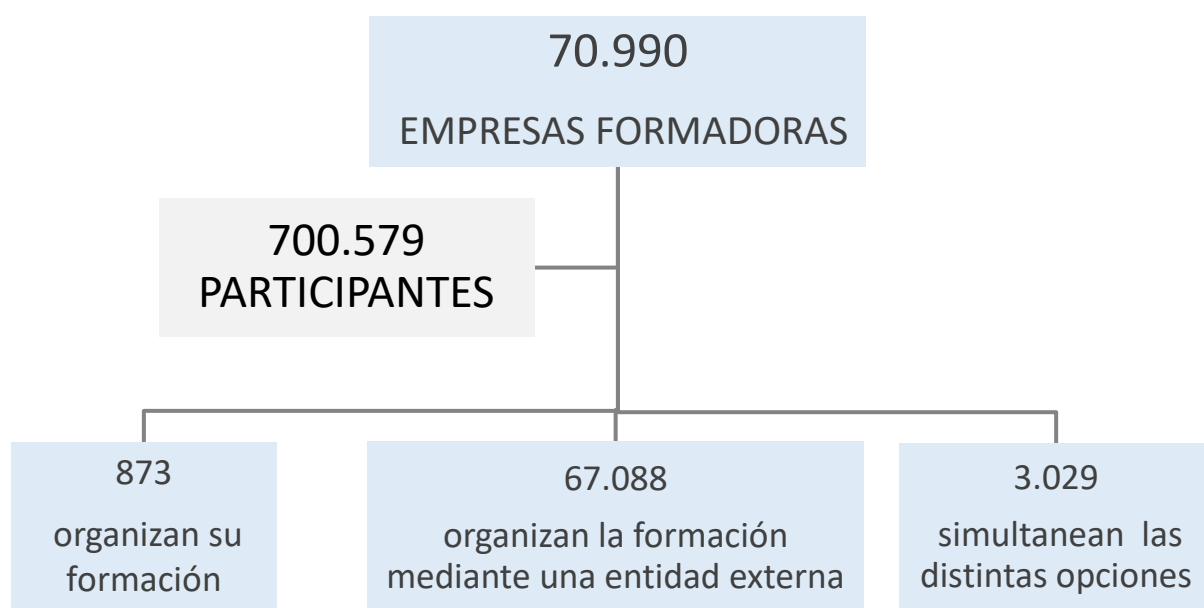 70.990
EMPRESAS FORMADORAS
700.579
PARTICIPANTES
873
organizan su
formación
67.088
organizan la formación
mediante una entidad externa
3.029
simultanean las
distintas opciones